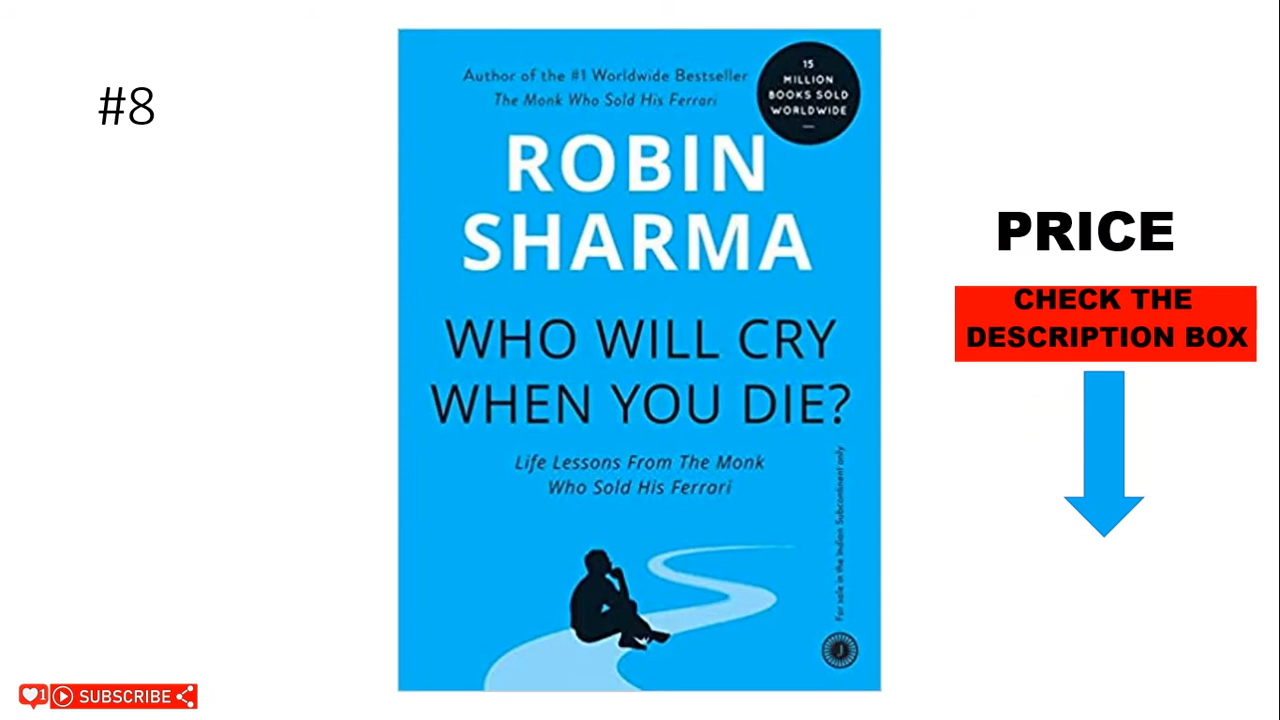 #8
Author of the #1 Worldwide Bestseller
The Monk Who Sold His Ferrari
15
MILLION
BOOKS SOLD
WORLDWIDE
ROBIN
SHARMA
WHO WILL CRY
WHEN YOU DIE?
Life Lessons From The Monk
Who Sold His Ferrari
For sale in the Indian Subcontinent only
J
PRICE
CHECK THE
DESCRIPTION BOX
1
SUBSCRIBE